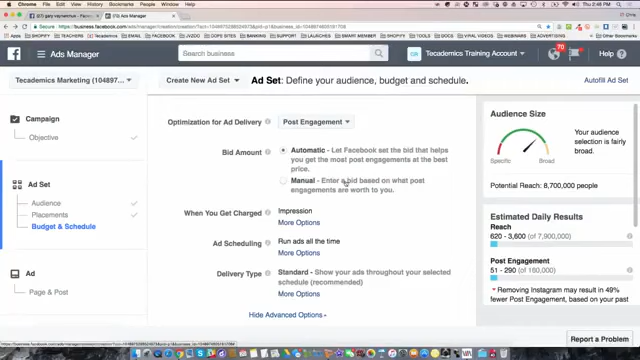 Chrome File Edit View History Bookmarks People Window Help
Thu 2:46 PM
Ads Manager
Chris
Apps
Other Bookmarks
Ads Manager
Search business
Tecademics Training Account
70
Help
Tecademics Marketing (1048997...
Create New Ad Set
Ad Set: Define your audience, budget and schedule.
Autofill Ad Set
Campaign
Objective
Ad Set
Audience
Placements
Budget & Schedule
Ad
Page & Post
Optimization for Ad Delivery
Post Engagement
Bid Amount
Automatic - Let Facebook set the bid that helps
you get the most post engagements at the best
price.
Manual - Enter a bid based on what post
engagements are worth to you.
When You Get Charged
Impression
More Options
Ad Scheduling
Run ads all the time
More Options
Delivery Type
Standard - Show your ads throughout your selected
schedule (recommended)
More Options
Hide Advanced Options
Audience Size
Specific
Broad
Your audience
selection is fairly
broad.
Potential Reach: 8,700,000 people
Estimated Daily Results
Reach
620 - 3,600 (of 7,900,000)
Post Engagement
51 - 290 (of 160,000)
Removing Instagram may result in 49%
fewer Post Engagement, based on your past
Report a Problem